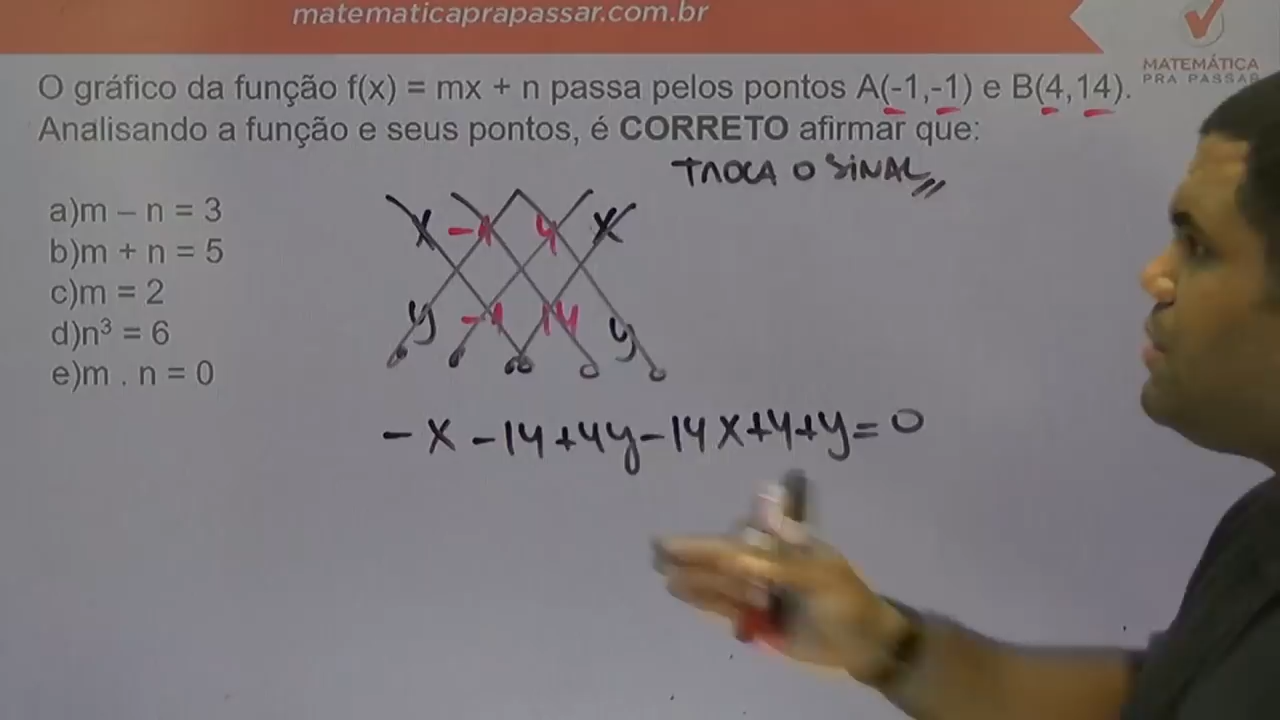 matematicaprapassar.com.br
MATEMÁTICA
PRA PASSAR
O gráfico da função f(x) = mx + n passa pelos pontos A(-1,-1) e B(4,14).
Analisando a função e seus pontos, é CORRETO afirmar que:
TROCA O SINAL
a)m – n = 3
b)m + n = 5
c)m = 2
d)n³ = 6
e)m . n = 0
x -1 4 x
y -1 14 y
-x -14 +4y -14x +4 +y = 0